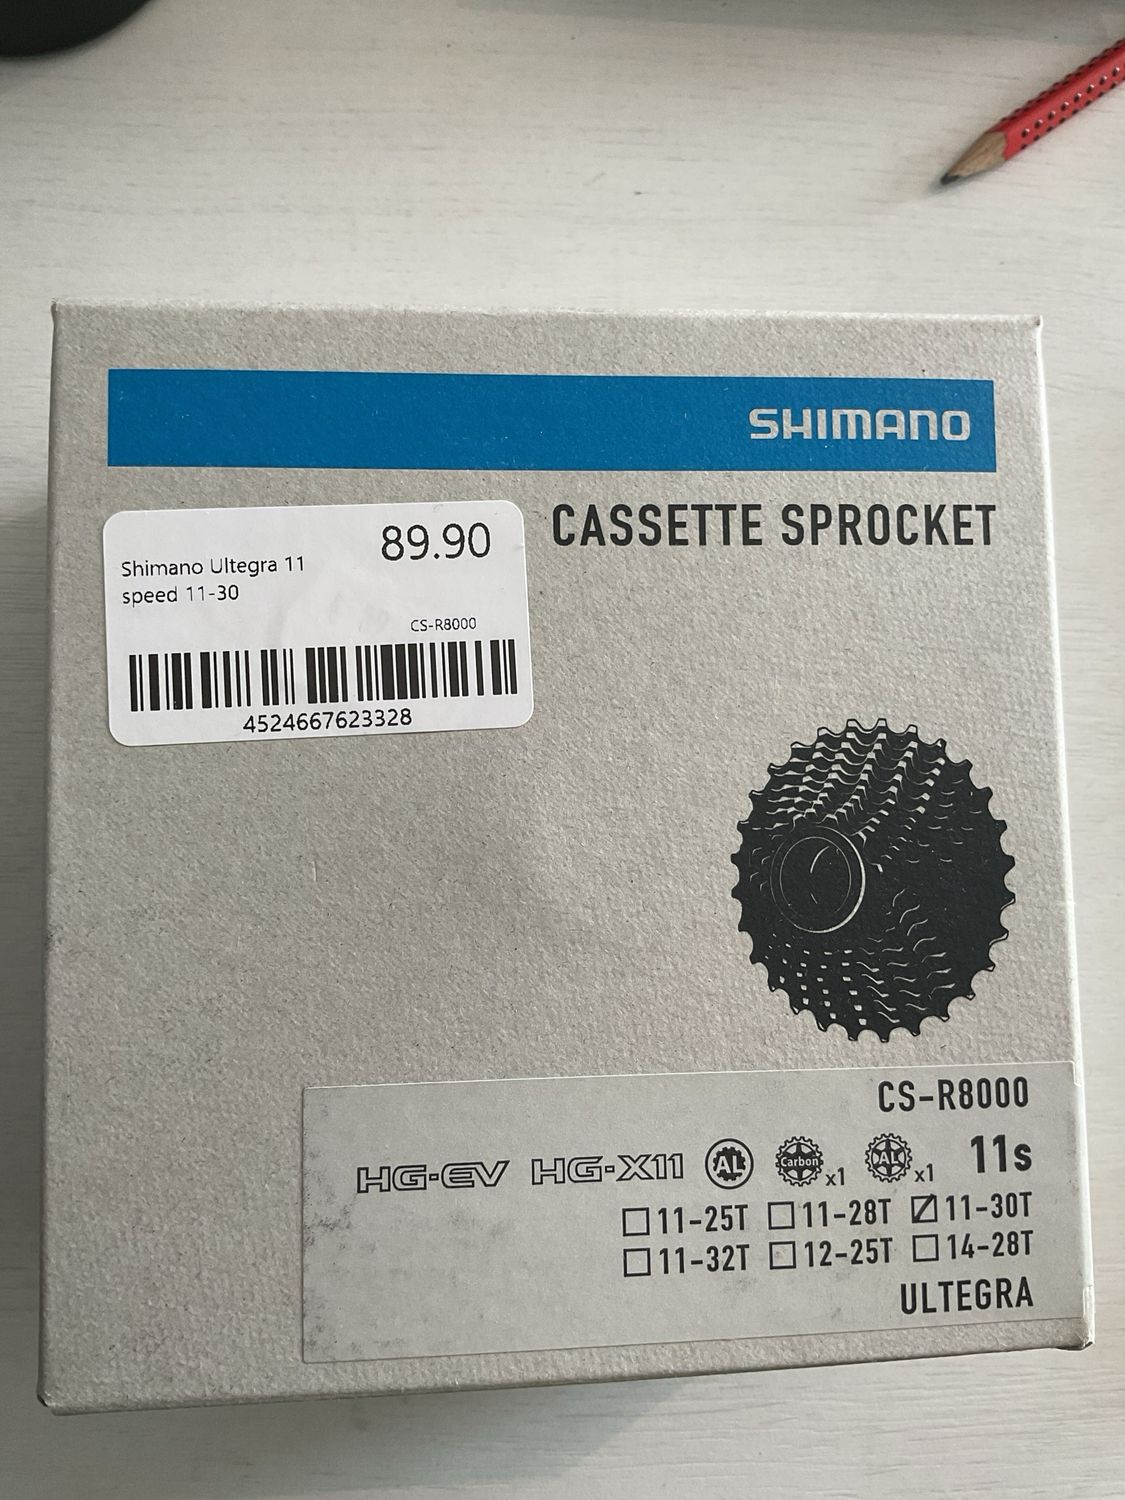 SHIMANO
CASSETTE SPROCKET
89.90
Shimano Ultegra 11
speed 11-30
CS-R8000
4524667623328
CS-R8000
HG-EV HG-X11 AL Carbon x1 AL x1 11s
11-25T 11-28T 11-30T
11-32T 12-25T 14-28T
ULTEGRA